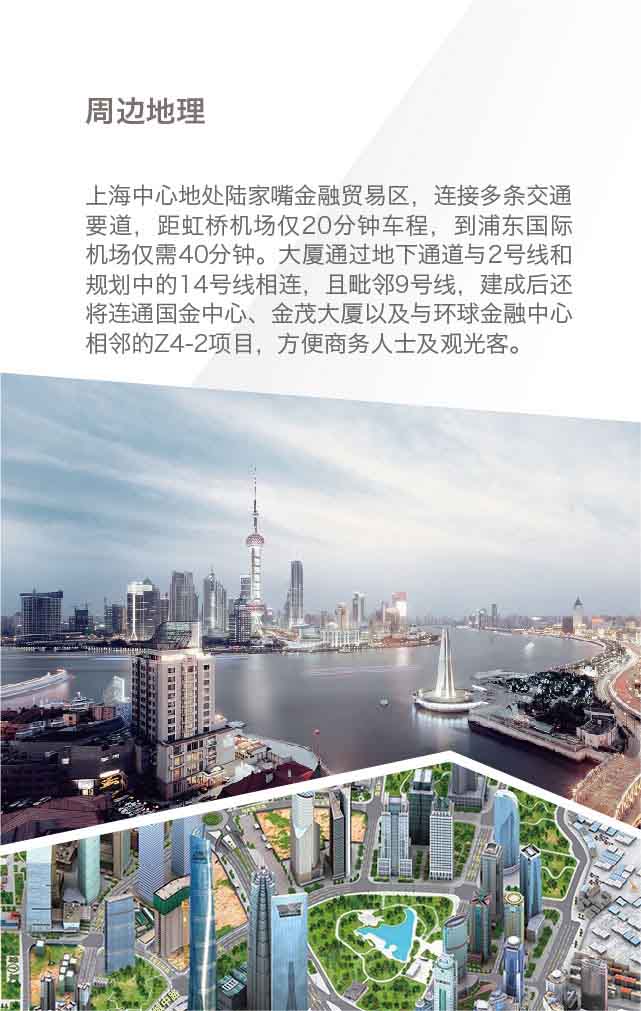 周边地理
上海中心地处陆家嘴金融贸易区，连接多条交通
要道，距虹桥机场仅20分钟车程，到浦东国际
机场仅需40分钟。大厦通过地下通道与2号线和
规划中的14号线相连，且毗邻9号线，建成后还
将连通国金中心、金茂大厦以及与环球金融中心
相邻的Z4-2项目，方便商务人士及观光客。